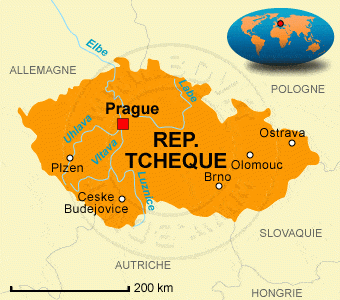 Elbe
ALLEMAGNE
POLOGNE
Labe
Prague
Uhlava
Vltava
REP.
TCHEQUE
Ostrava
Olomouc
Plzen
Brno
Luznice
Ceske
Budejovice
SLOVAQUIE
AUTRICHE
HONGRIE
200 km